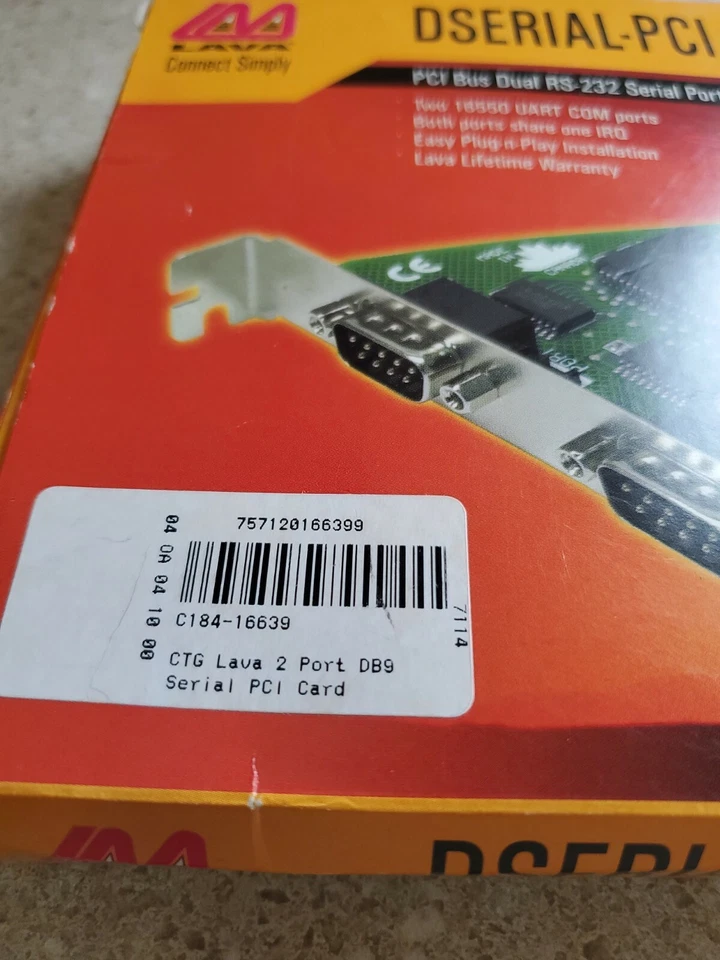 LAVA
Connect Simply
DSERIAL-PCI
PCI Bus Dual RS-232 Serial Port
New 16550 UART COM ports
Both ports share one IRQ
Easy Plug-n-Play Installation
Lava Lifetime Warranty
CE
757120166399
04 0A 04 10 00
C184-16639
7114
CTG Lava 2 Port DB9
Serial PCI Card
DSERI